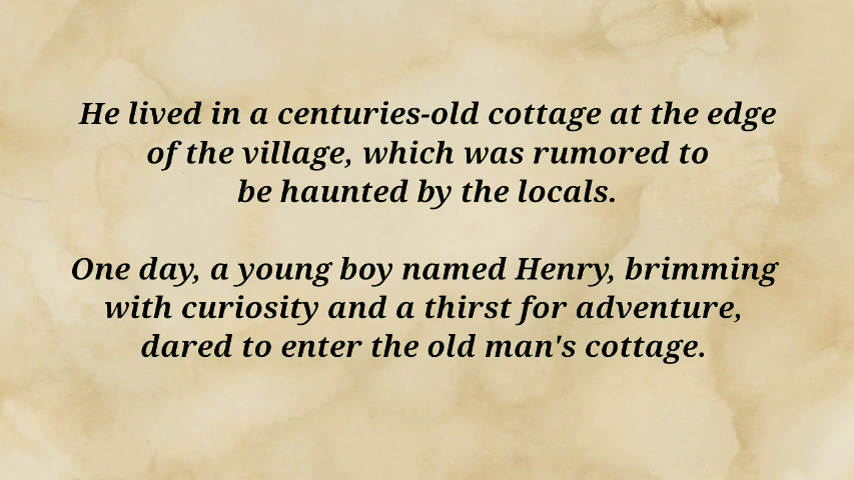 He lived in a centuries-old cottage at the edge
of the village, which was rumored to
be haunted by the locals.
One day, a young boy named Henry, brimming
with curiosity and a thirst for adventure,
dared to enter the old man's cottage.